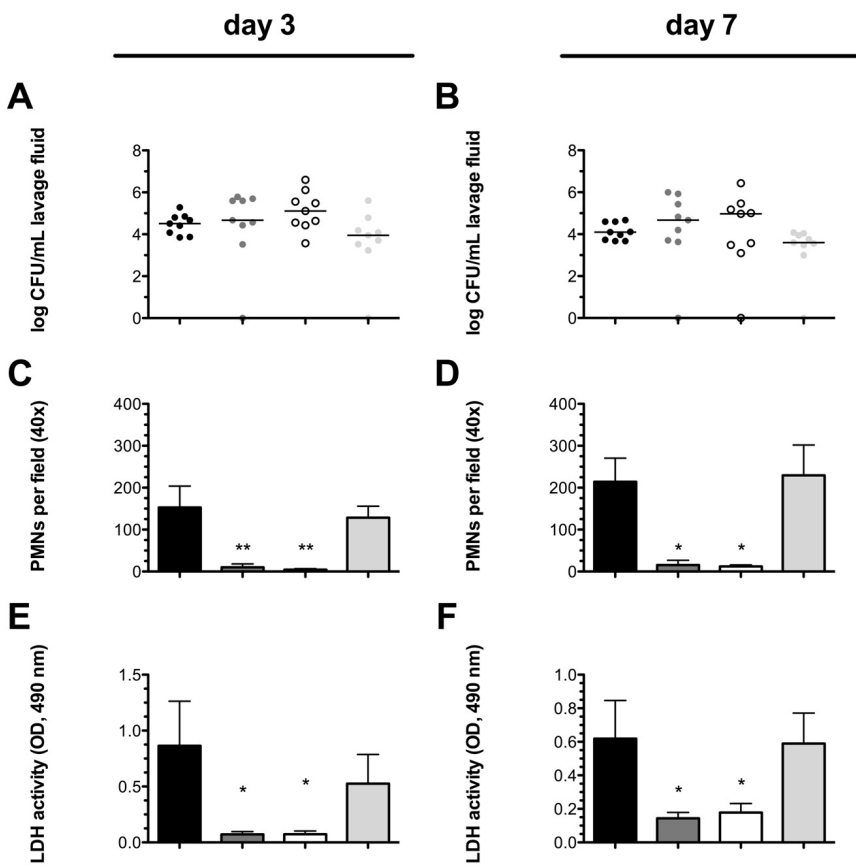 day 3
day 7
A
log CFU/mL lavage fluid
8
6
4
2
0
B
log CFU/mL lavage fluid
8
6
4
2
0
C
PMNs per field (40x)
400
300
200
100
0
**
**
D
PMNs per field (40x)
400
300
200
100
0
*
*
E
LDH activity (OD, 490 nm)
1.5
1.0
0.5
0.0
*
*
F
LDH activity (OD, 490 nm)
1.0
0.8
0.6
0.4
0.2
0.0
*
*